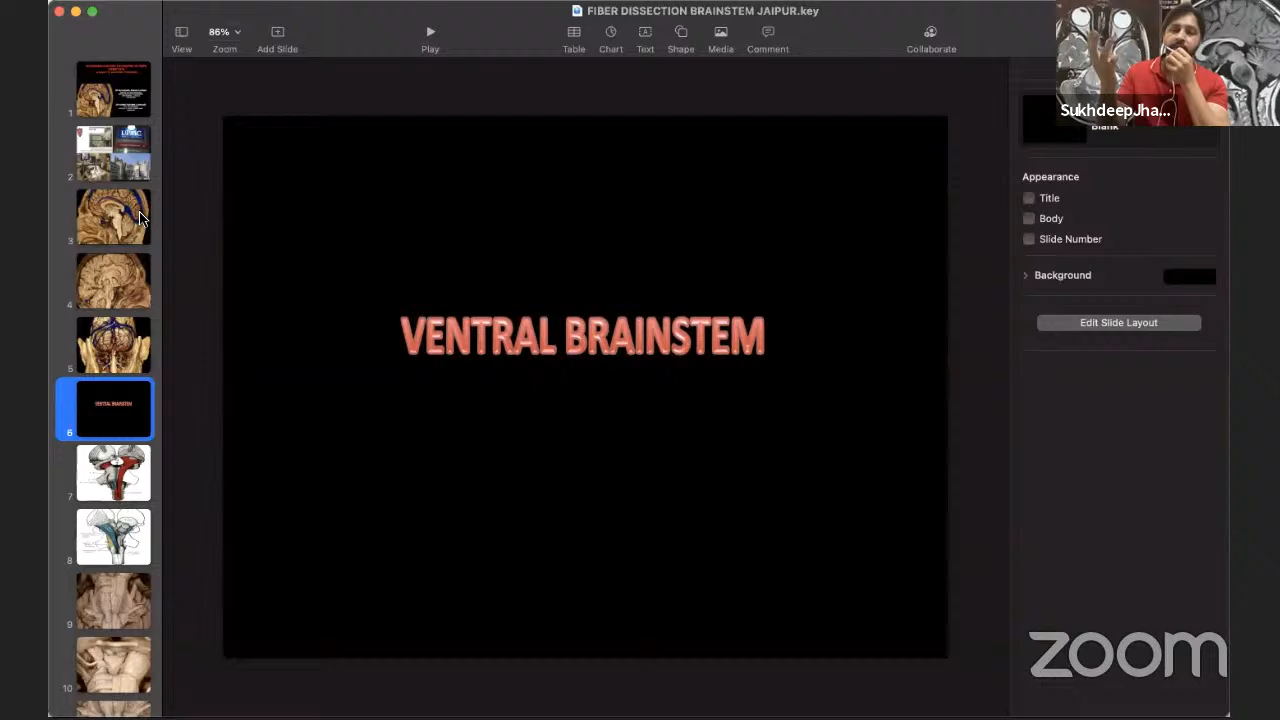 FIBER DISSECTION BRAINSTEM JAIPUR.key
86%
View
Zoom
Add Slide
Play
Table
Chart
Text
Shape
Media
Comment
Collaborate
SukhdeepJha...
Blank
Appearance
Title
Body
Slide Number
Background
Edit Slide Layout
VENTRAL BRAINSTEM
1
2
3
4
5
VENTRAL BRAINSTEM
6
7
8
9
10
zoom